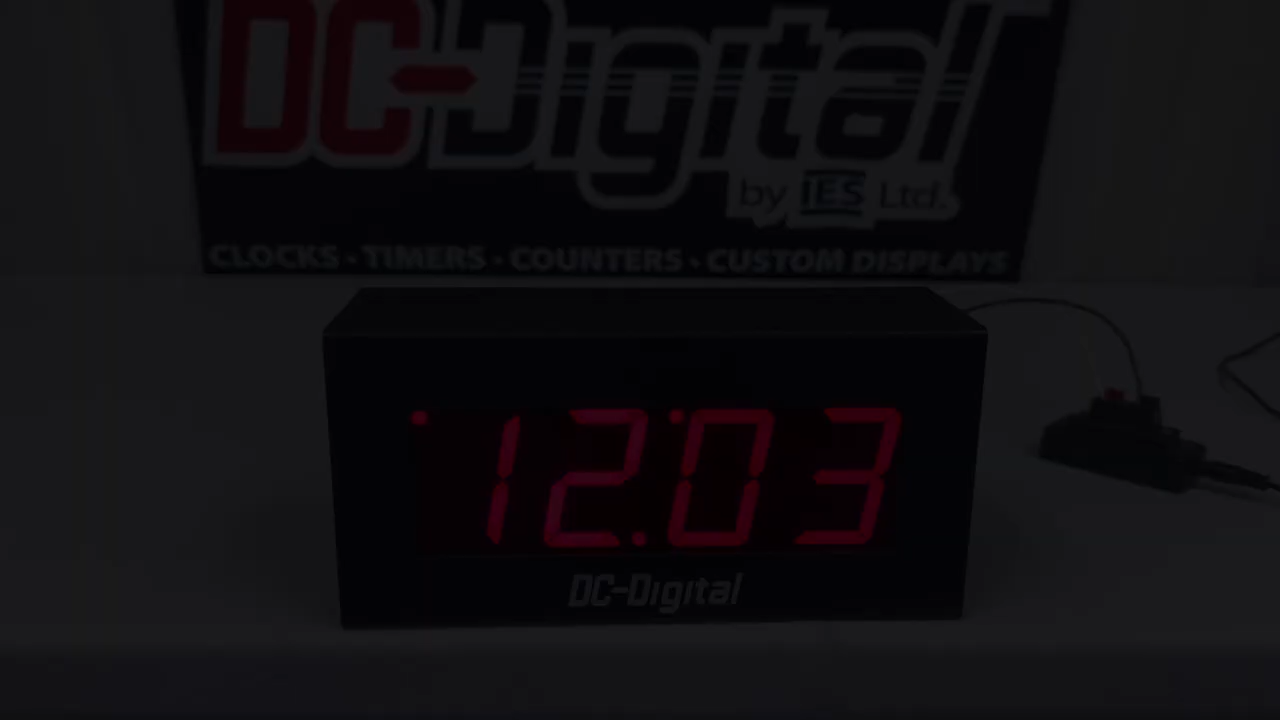 DC-Digital
by IES Ltd.
CLOCKS • TIMERS • COUNTERS • CUSTOM DISPLAYS
12:03
DC-Digital